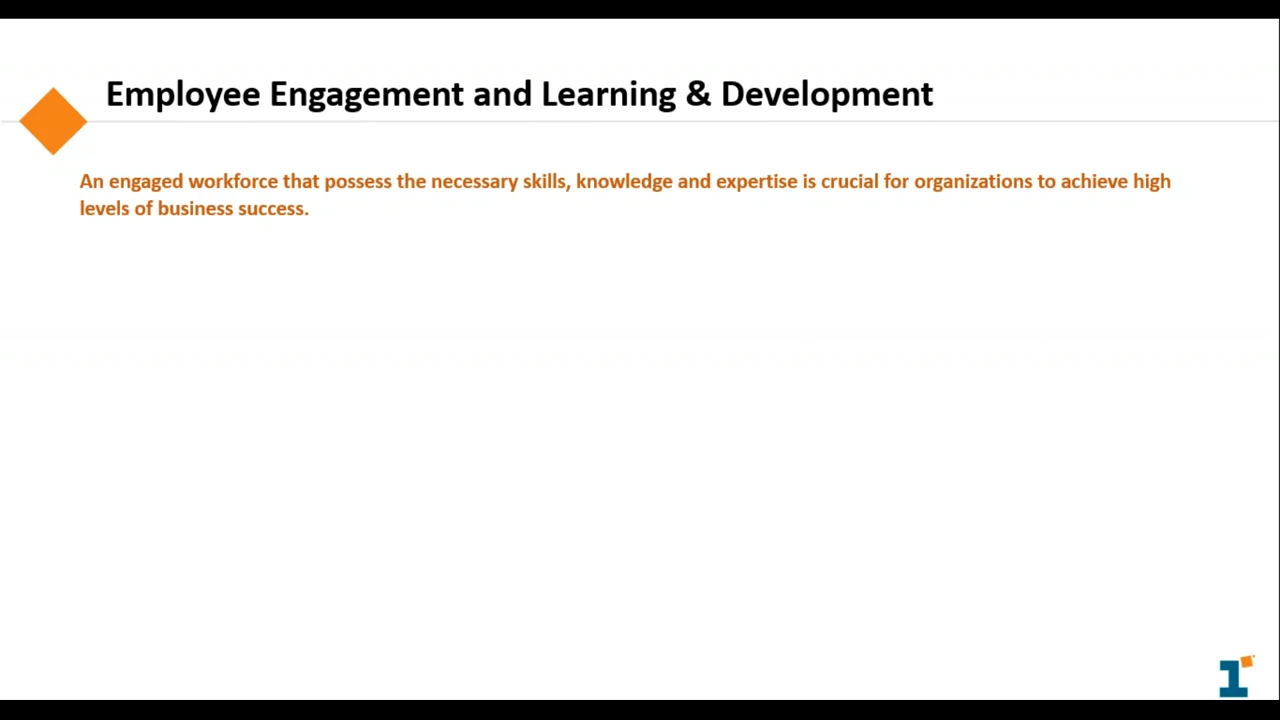 Employee Engagement and Learning & Development
An engaged workforce that possess the necessary skills, knowledge and expertise is crucial for organizations to achieve high
levels of business success.
1